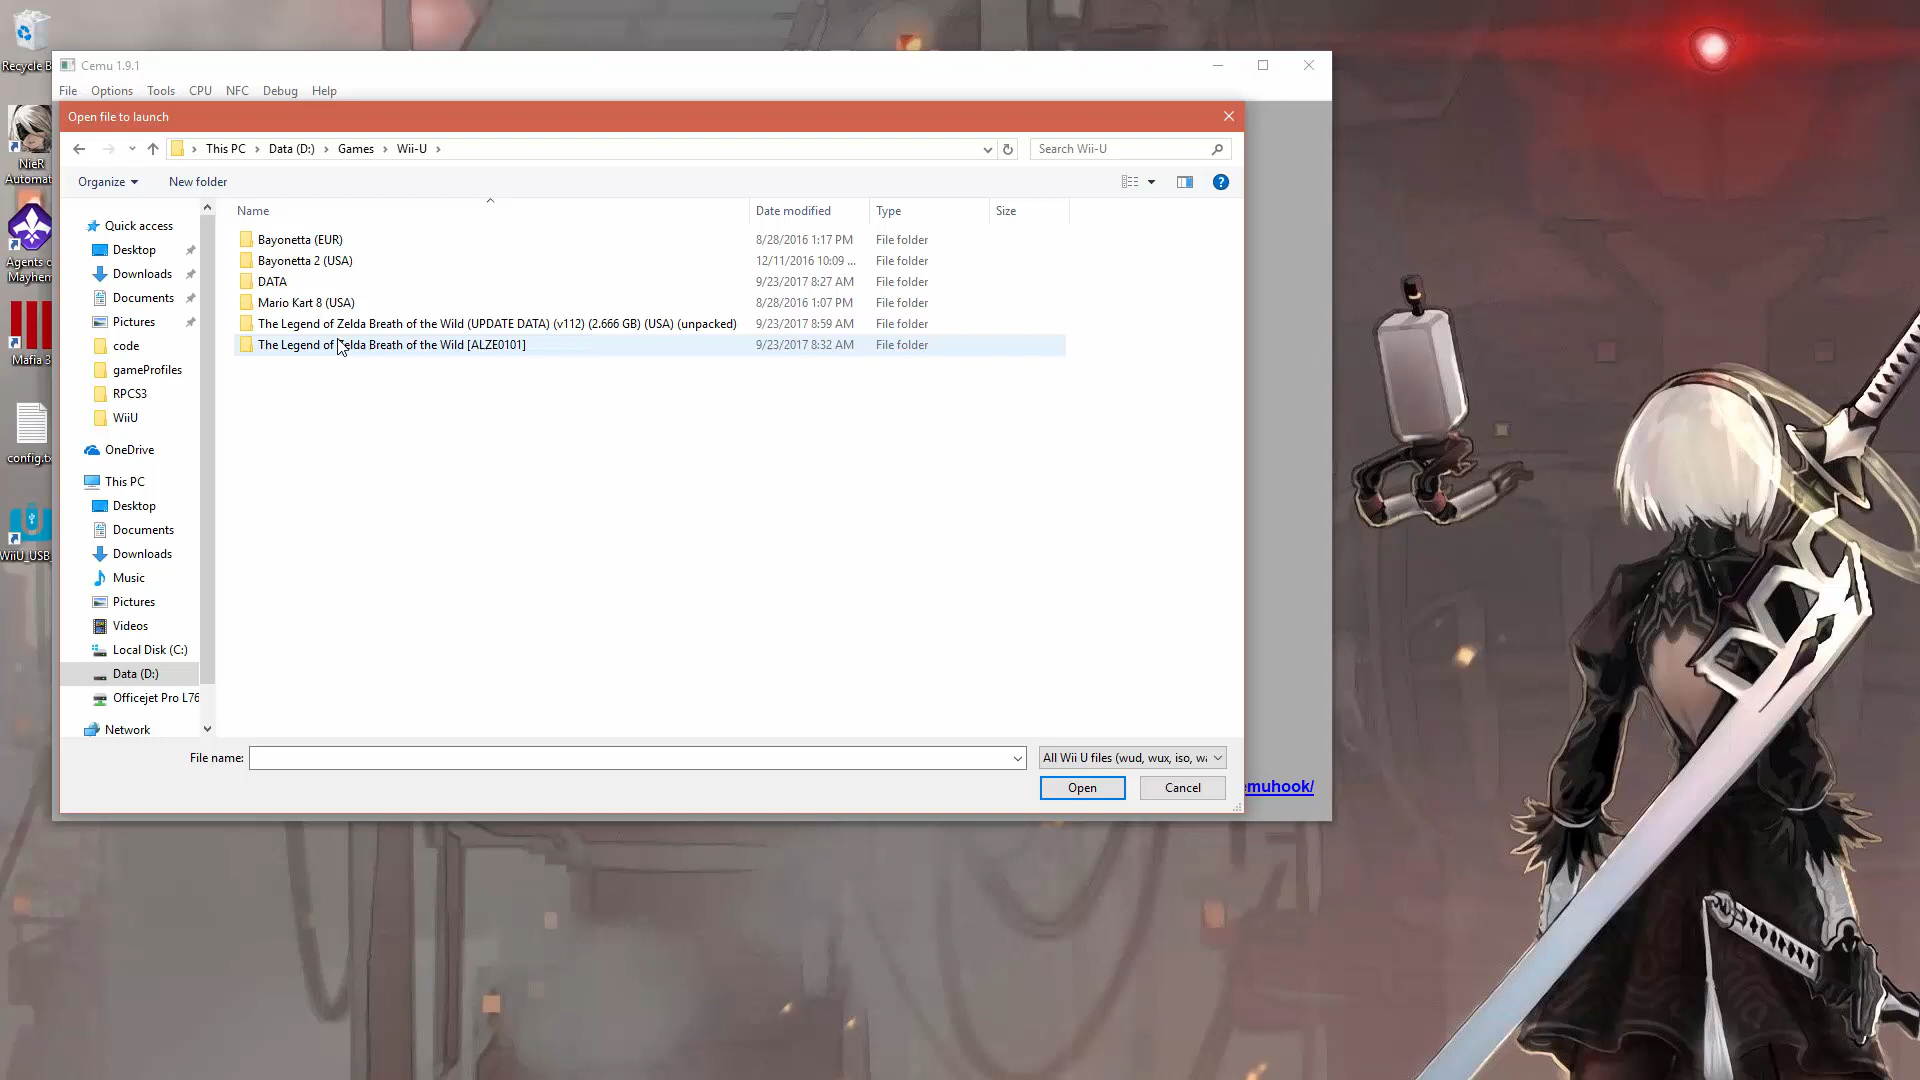 Recycle B
Cemu 1.9.1
File Options Tools CPU NFC Debug Help
Open file to launch
This PC Data (D:) Games Wii-U
Search Wii-U
Organize New folder
Name Date modified Type Size
Bayonetta (EUR) 8/28/2016 1:17 PM File folder
Bayonetta 2 (USA) 12/11/2016 10:09 ... File folder
DATA 9/23/2017 8:27 AM File folder
Mario Kart 8 (USA) 8/28/2016 1:07 PM File folder
The Legend of Zelda Breath of the Wild (UPDATE DATA) (v112) (2.666 GB) (USA) (unpacked) 9/23/2017 8:59 AM File folder
The Legend of Zelda Breath of the Wild [ALZE0101] 9/23/2017 8:32 AM File folder
Quick access
Desktop
Downloads
Documents
Pictures
code
gameProfiles
RPCS3
WiiU
OneDrive
This PC
Desktop
Documents
Downloads
Music
Pictures
Videos
Local Disk (C:)
Data (D:)
Officejet Pro L76
Network
File name:
All Wii U files (wud, wux, iso, wa
Open Cancel
emuhook/
NieR
Automat
Agents o
Mayhem
Mafia 3
config.tx
WiiU_USB_